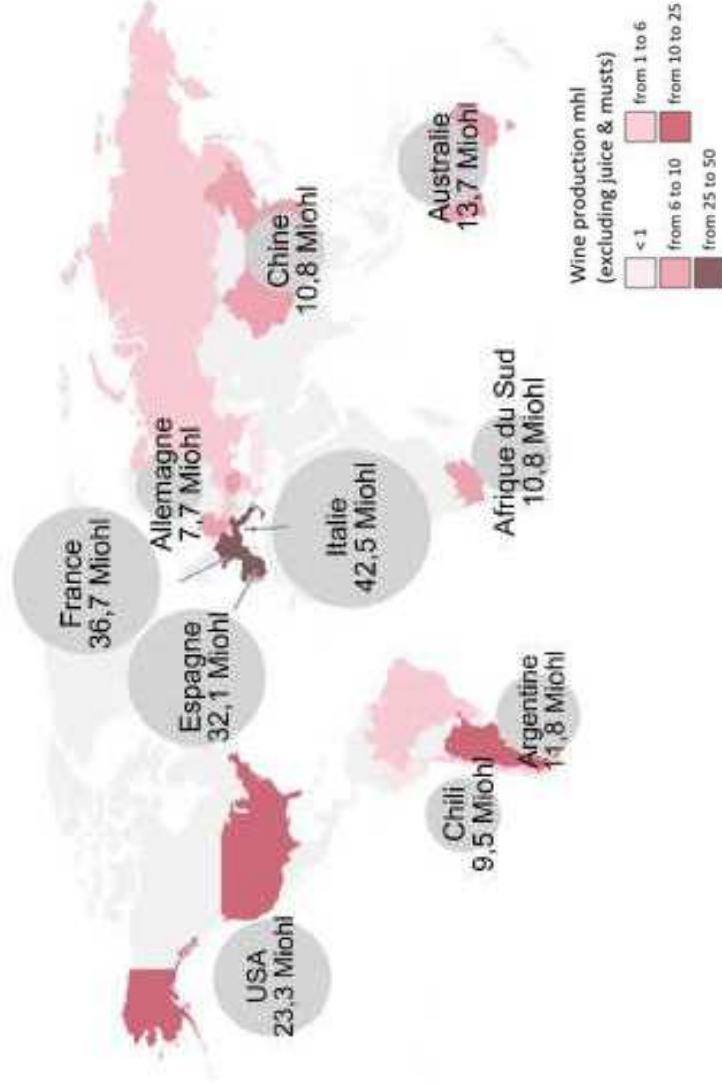 France
36,7 Miohl
Allemagne
7,7 Miohl
Espagne
32,1 Miohl
Italie
42,5 Miohl
USA
23,3 Miohl
Chine
10,8 Miohl
Australie
13,7 Miohl
Afrique du Sud
10,8 Miohl
Chili
9,5 Miohl
Argentine
11,8 Miohl
Wine production mhl
(excluding juice & musts)
< 1
from 1 to 6
from 6 to 10
from 10 to 25
from 25 to 50